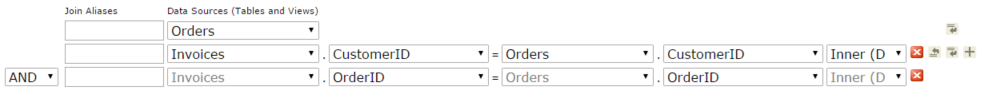 Join Aliases Data Sources (Tables and Views)
Orders
Invoices . CustomerID = Orders . CustomerID Inner (D
AND Invoices . OrderID = Orders . OrderID Inner (D